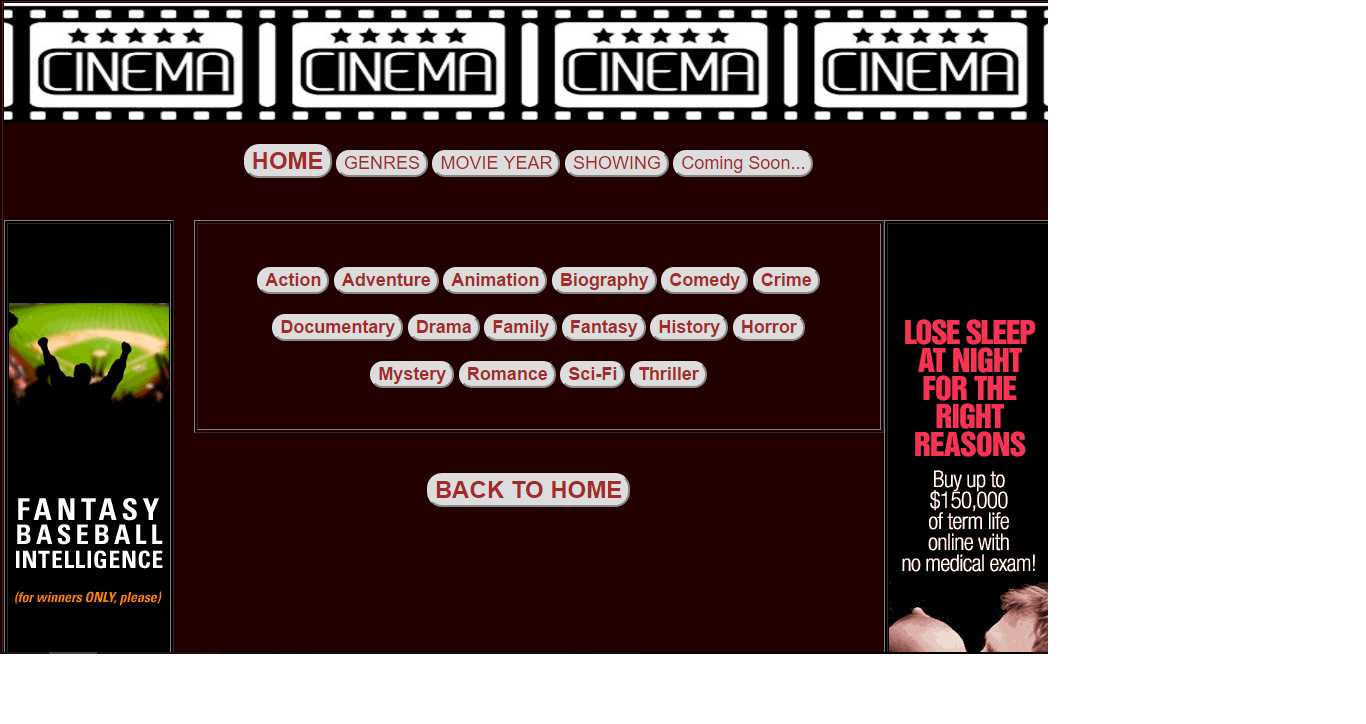 CINEMA CINEMA CINEMA CINEMA
HOME GENRES MOVIE YEAR SHOWING Coming Soon...
Action Adventure Animation Biography Comedy Crime
Documentary Drama Family Fantasy History Horror
Mystery Romance Sci-Fi Thriller
BACK TO HOME
FANTASY
BASEBALL
INTELLIGENCE
(for winners ONLY, please)
LOSE SLEEP
AT NIGHT
FOR THE
RIGHT
REASONS
Buy up to
$150,000
of term life
online with
no medical exam!